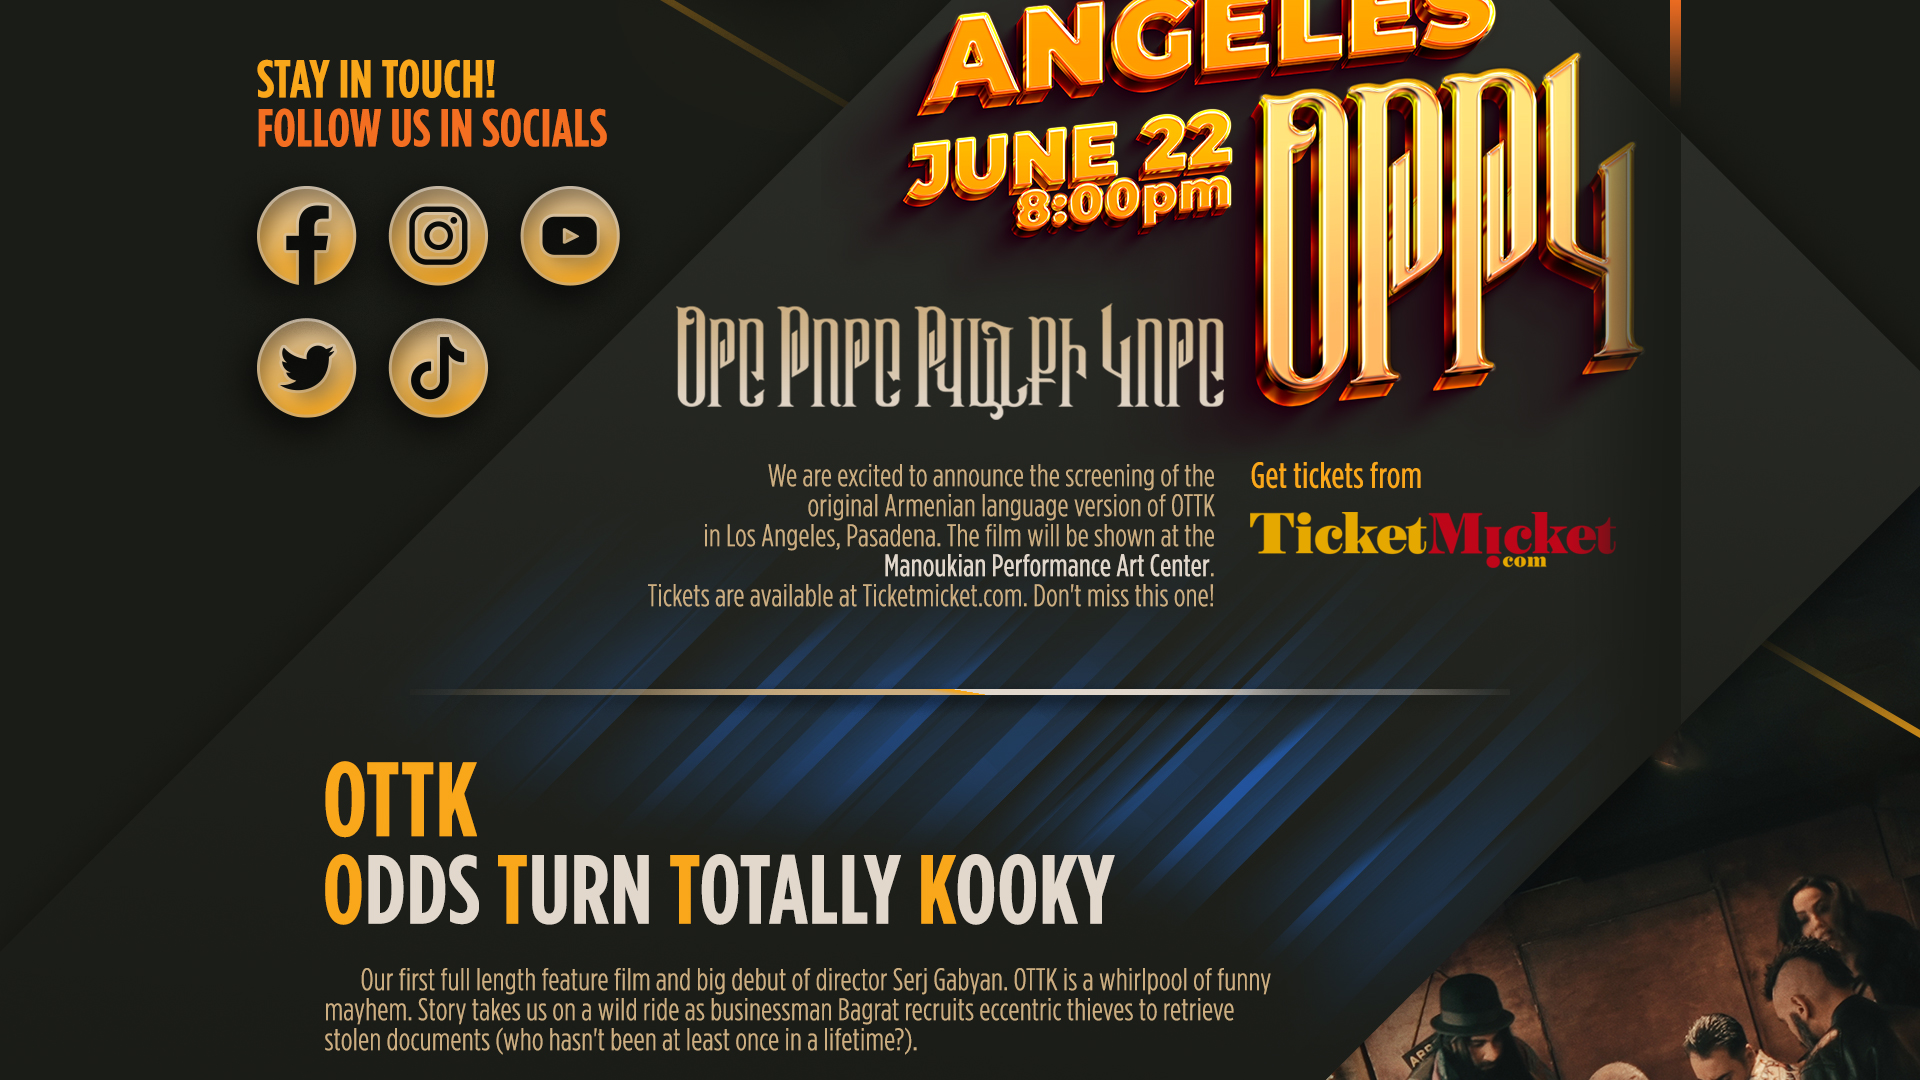 STAY IN TOUCH!
FOLLOW US IN SOCIALS
ANGELES
JUNE 22
8:00pm
We are excited to announce the screening of the
original Armenian language version of OTTK
in Los Angeles, Pasadena. The film will be shown at the
Manoukian Performance Art Center.
Tickets are available at Ticketmicket.com. Don't miss this one!
Get tickets from
TicketMicket
.com
OTTK
ODDS TURN TOTALLY KOOKY
Our first full length feature film and big debut of director Serj Gabyan. OTTK is a whirlpool of funny
mayhem. Story takes us on a wild ride as businessman Bagrat recruits eccentric thieves to retrieve
stolen documents (who hasn't been at least once in a lifetime?).